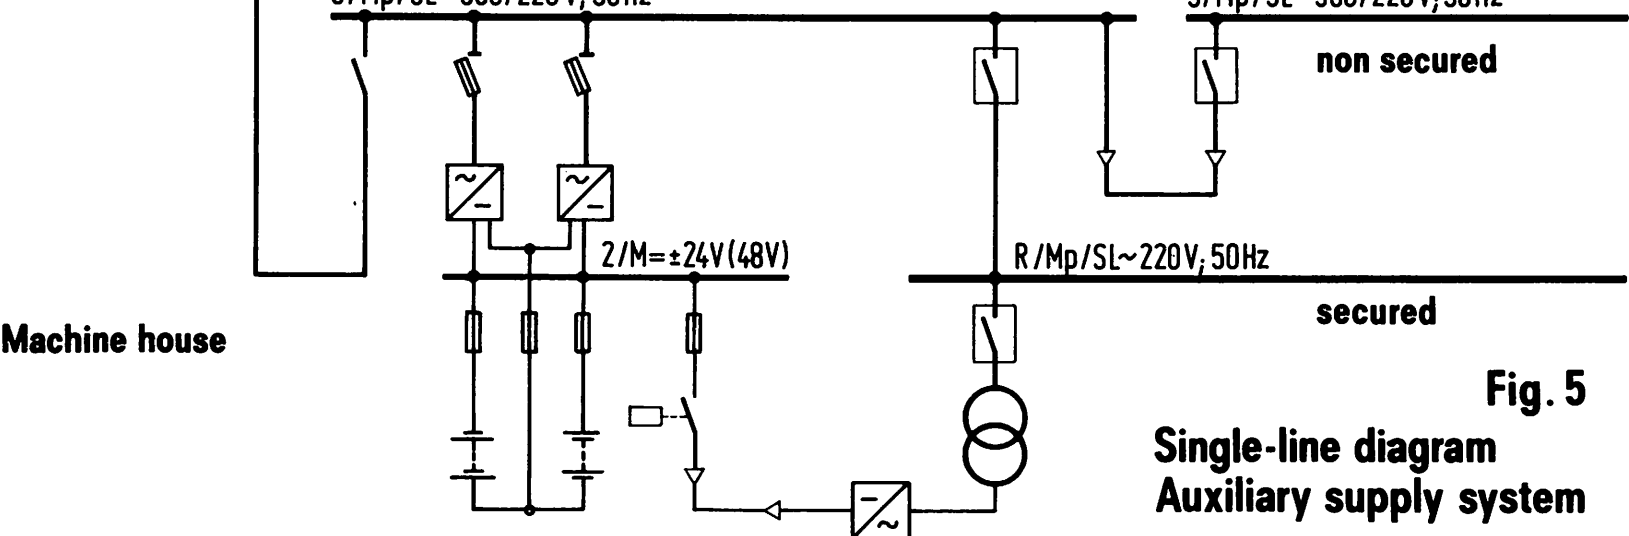 non secured
2/M=±24V(48V)
R/Mp/SL~220V; 50Hz
secured
Machine house
Fig. 5
Single-line diagram
Auxiliary supply system